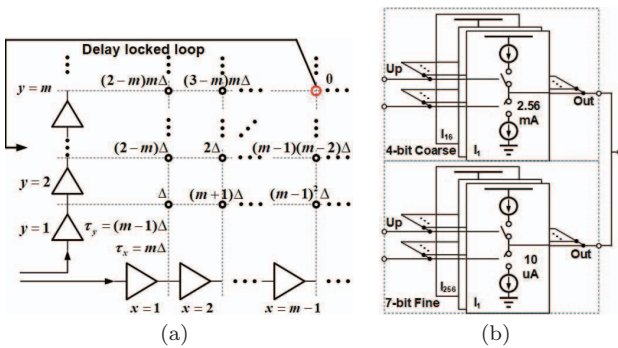 Delay locked loop
(2−m)mΔ (3−m)mΔ 0
y=m
(2−m)Δ 2Δ (m−1)(m−2)Δ
y=2
Δ (m+1)Δ (m−1)²Δ
y=1 τy=(m−1)Δ
τx=mΔ
x=1 x=2 x=m−1
(a)
Up
Out
2.56
mA
I16
4-bit Coarse I1
Up
Out
10
uA
I256
7-bit Fine I1
(b)